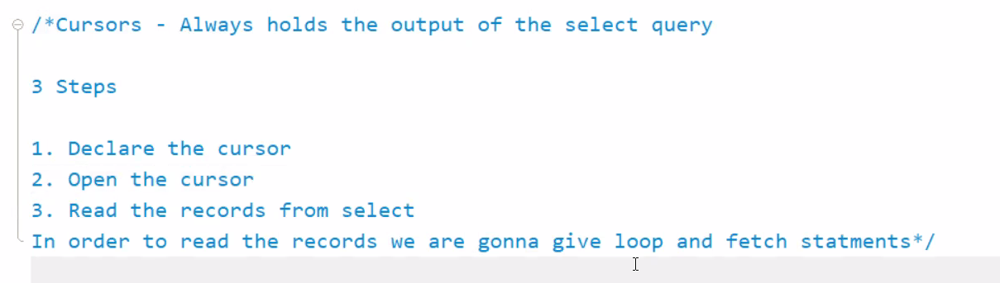 /*Cursors - Always holds the output of the select query
3 Steps
1. Declare the cursor
2. Open the cursor
3. Read the records from select
In order to read the records we are gonna give loop and fetch statments*/